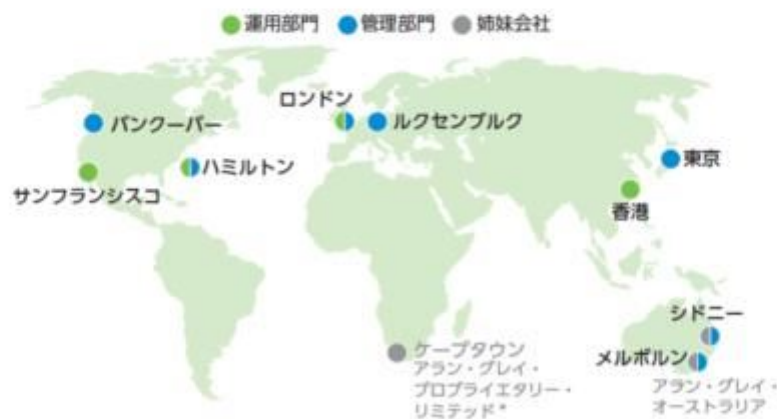 運用部門 管理部門 姉妹会社
ロンドン
バンクーバー
ルクセンブルク
ハミルトン
東京
サンフランシスコ
香港
シドニー
ケープタウン
メルボルン
アラン・グレイ・
プロプライエタリー・
リミテッド*
アラン・グレイ・
オーストラリア